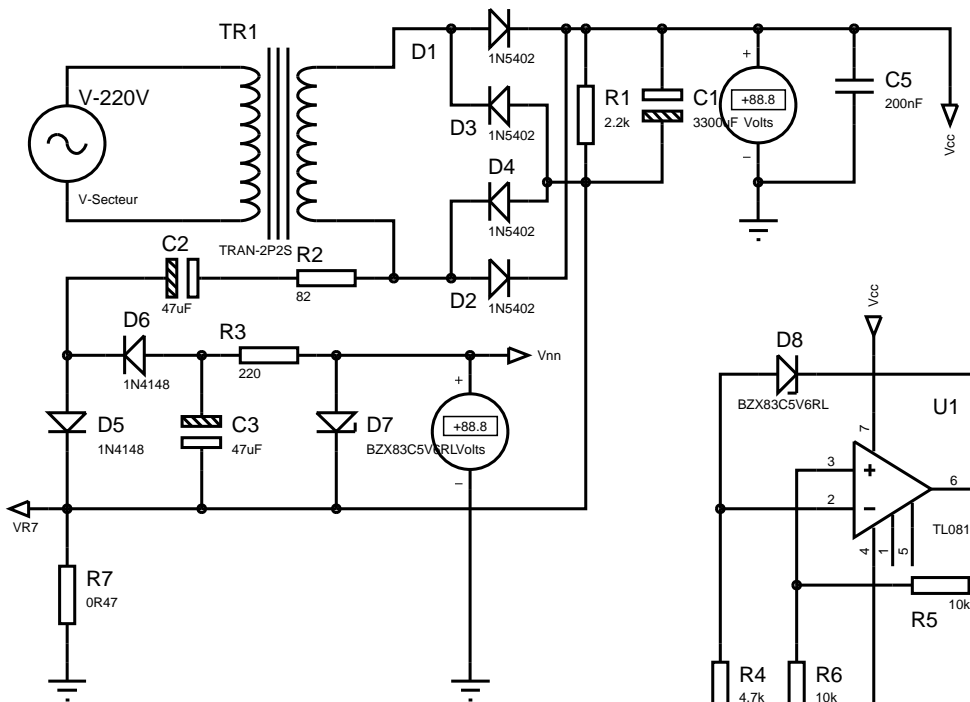 TR1
TRAN-2P2S
V-220V
V-Secteur
D1
1N5402
D3
1N5402
D4
1N5402
D2
1N5402
R1
2.2k
C1
3300uF
+
+88.8
Volts
−
C5
200nF
Vcc
C2
47uF
R2
82
D6
1N4148
R3
220
Vnn
D5
1N4148
C3
47uF
D7
BZX83C5V6RL
+
+88.8
Volts
−
VR7
R7
0R47
Vcc
D8
BZX83C5V6RL
U1
7
3
2
6
4
1
5
TL081
R5
10k
R4
4.7k
R6
10k